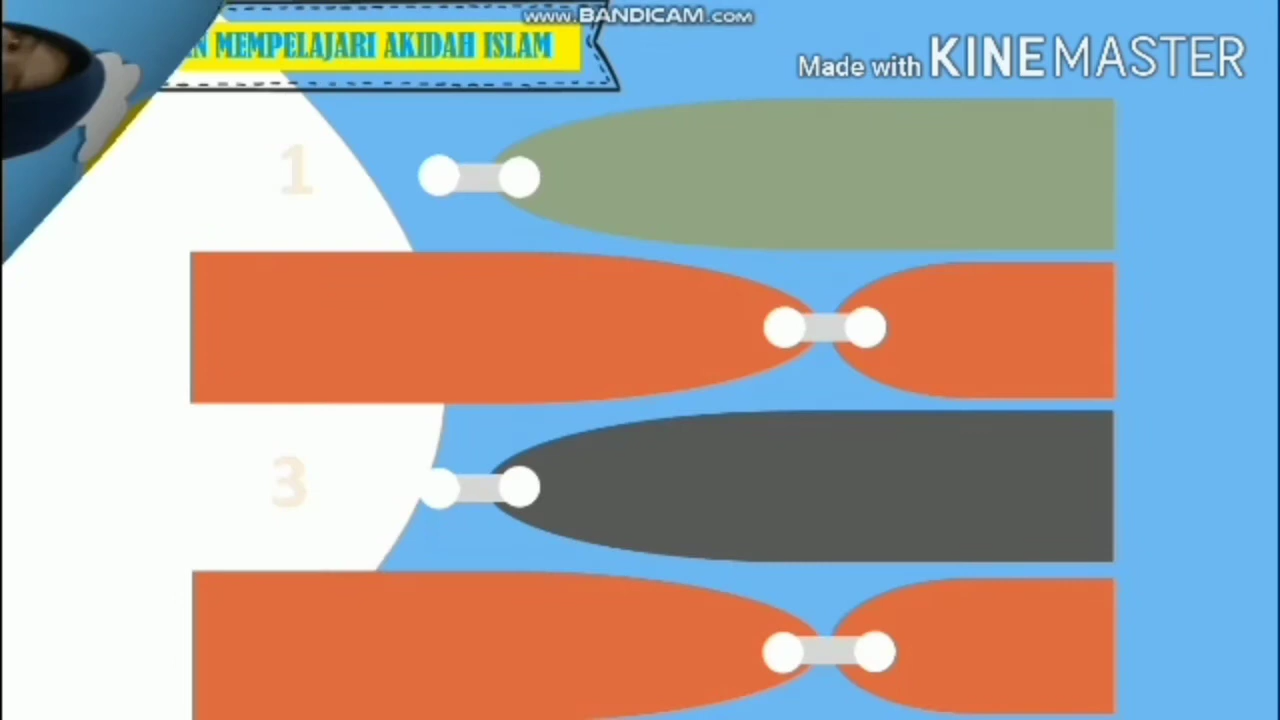 www.BANDICAM.com
MEMPELAJARI AKIDAH ISLAM
Made with KINEMASTER
1
3